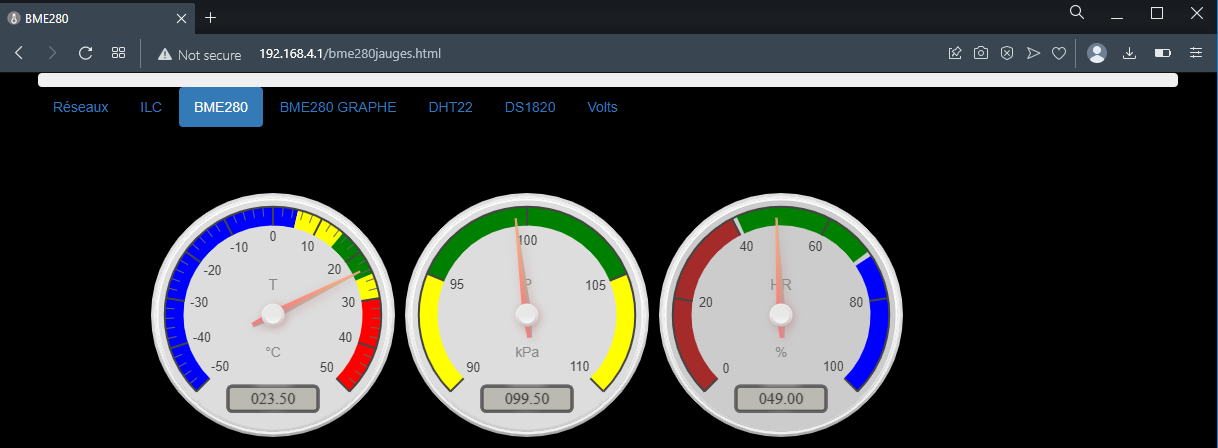 BME280
Not secure 192.168.4.1/bme280jauges.html
Réseaux ILC BME280 BME280 GRAPHE DHT22 DS1820 Volts
-50 -40 -30 -20 -10 0 10 20 30 40 50
T
°C
023.50
90 95 100 105 110
P
kPa
099.50
0 20 40 60 80 100
HR
%
049.00